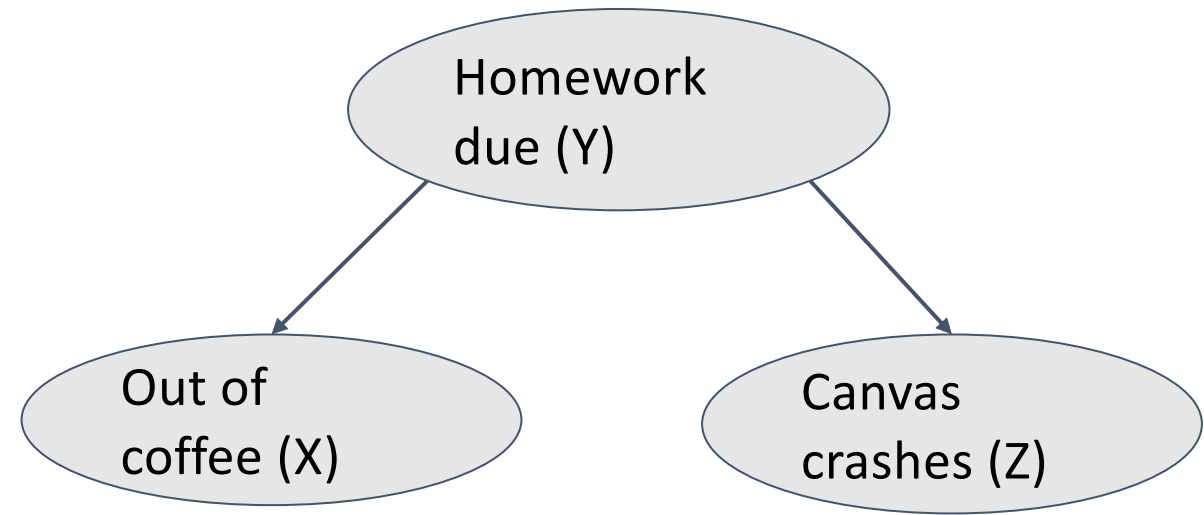 Homework
due (Y)
Out of
coffee (X)
Canvas
crashes (Z)